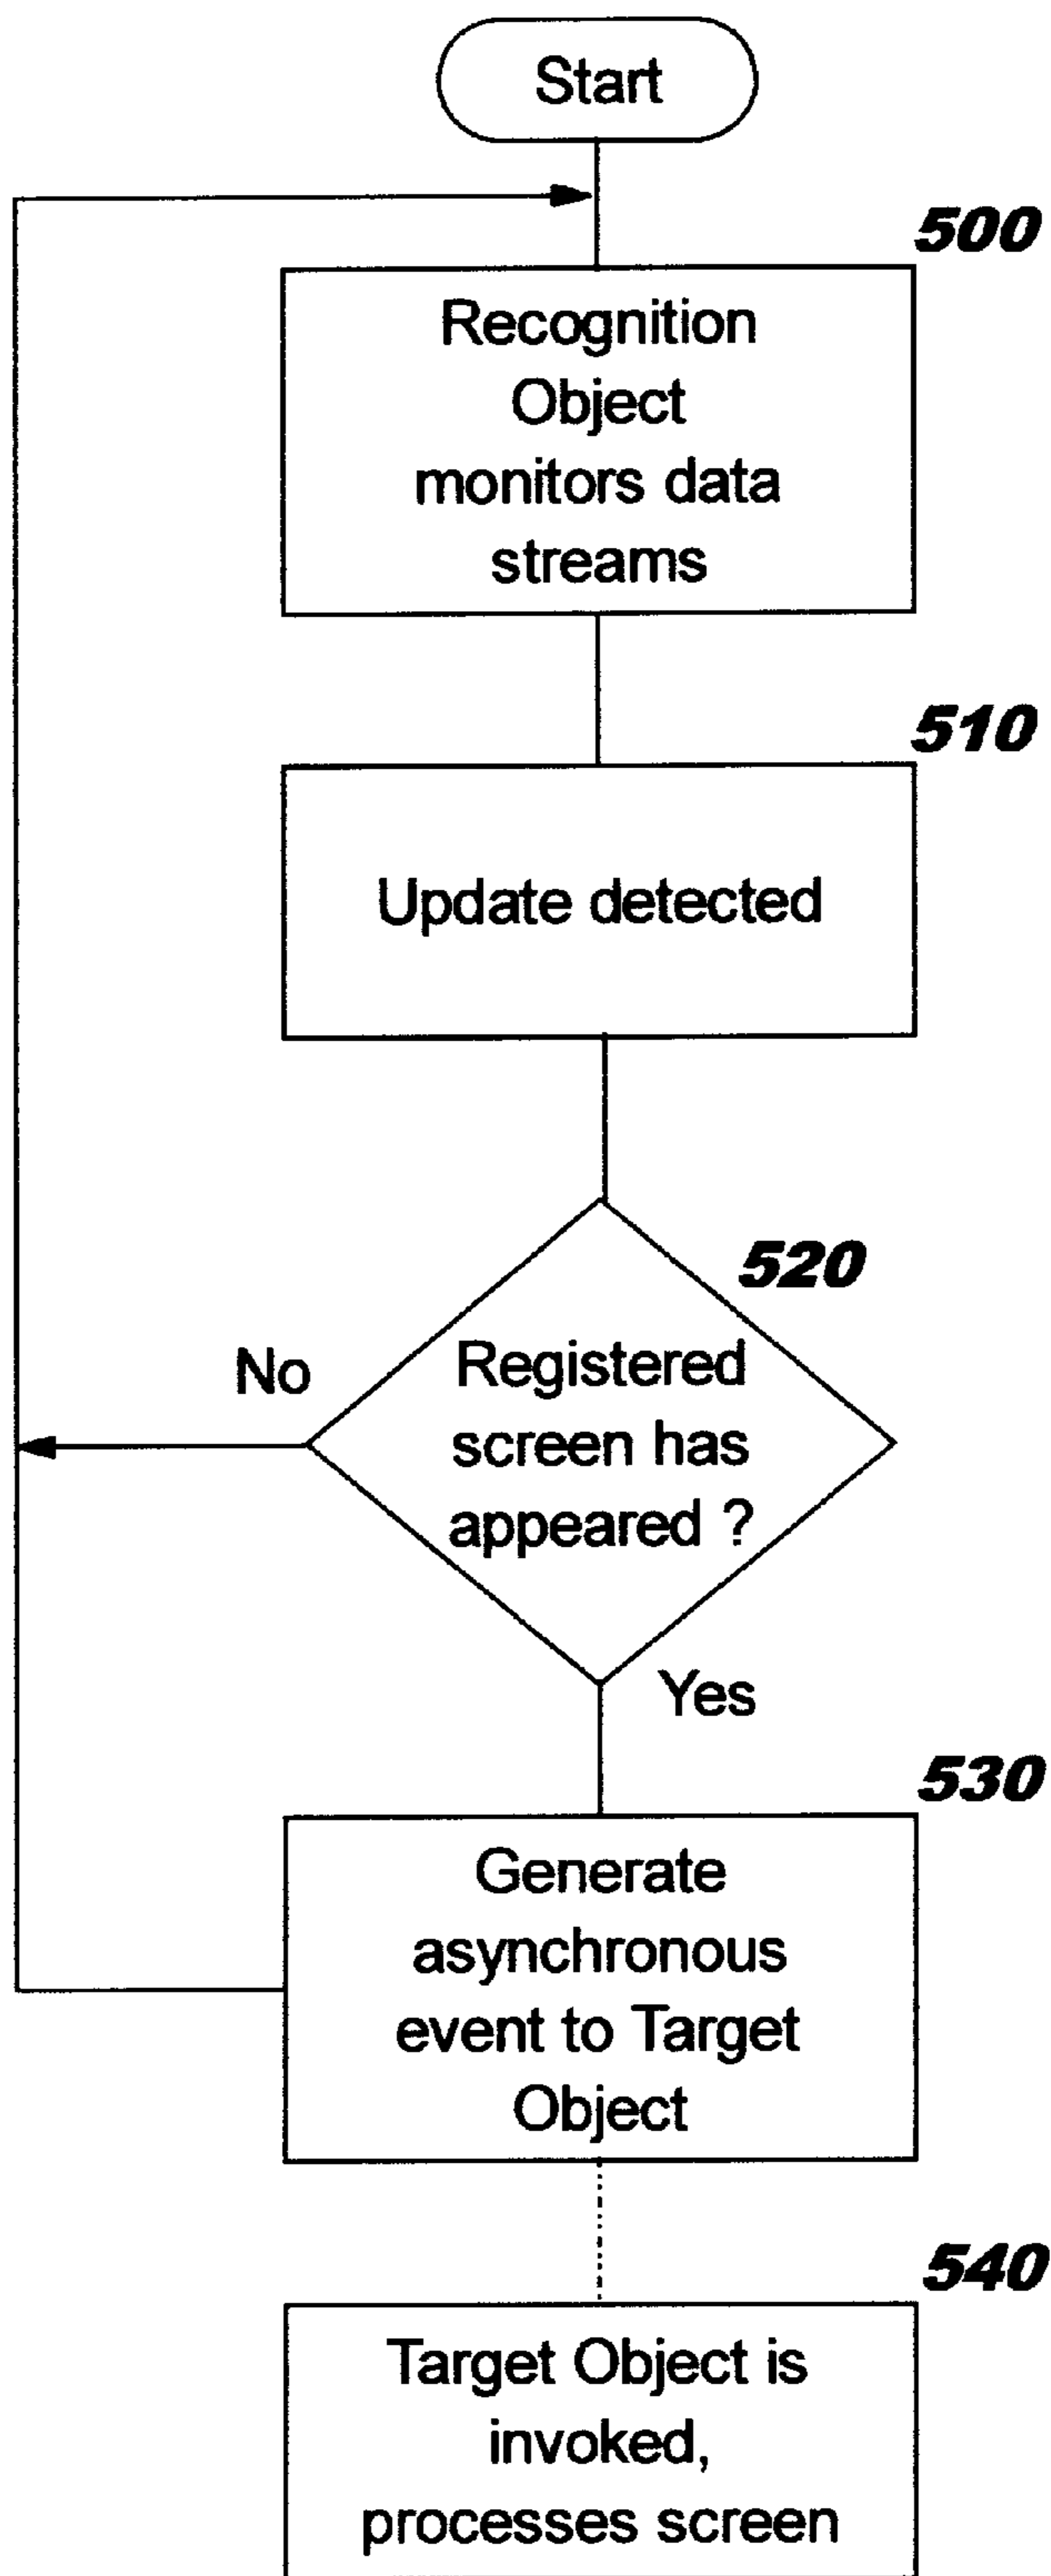 Start
500
Recognition
Object
monitors data
streams
510
Update detected
520
No
Registered
screen has
appeared ?
Yes
530
Generate
asynchronous
event to Target
Object
540
Target Object is
invoked,
processes screen